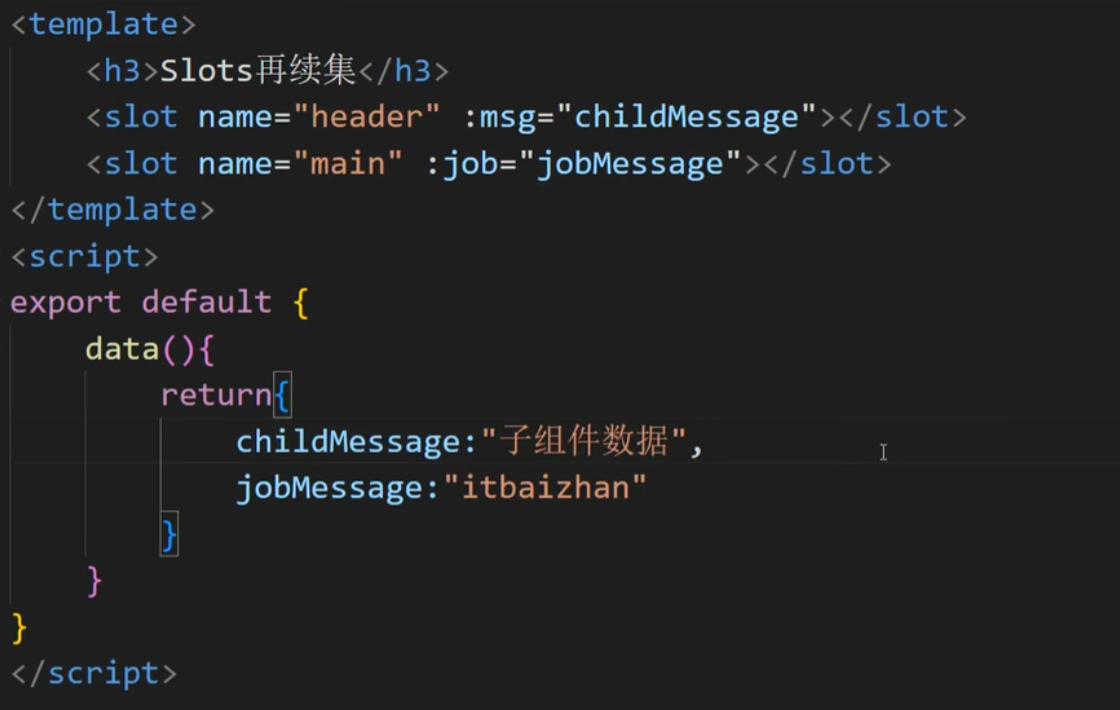 <template>
<h3>Slots再续集</h3>
<slot name="header" :msg="childMessage"></slot>
<slot name="main" :job="jobMessage"></slot>
</template>
<script>
export default {
data(){
return{
childMessage:"子组件数据",
jobMessage:"itbaizhan"
}
}
}
</script>